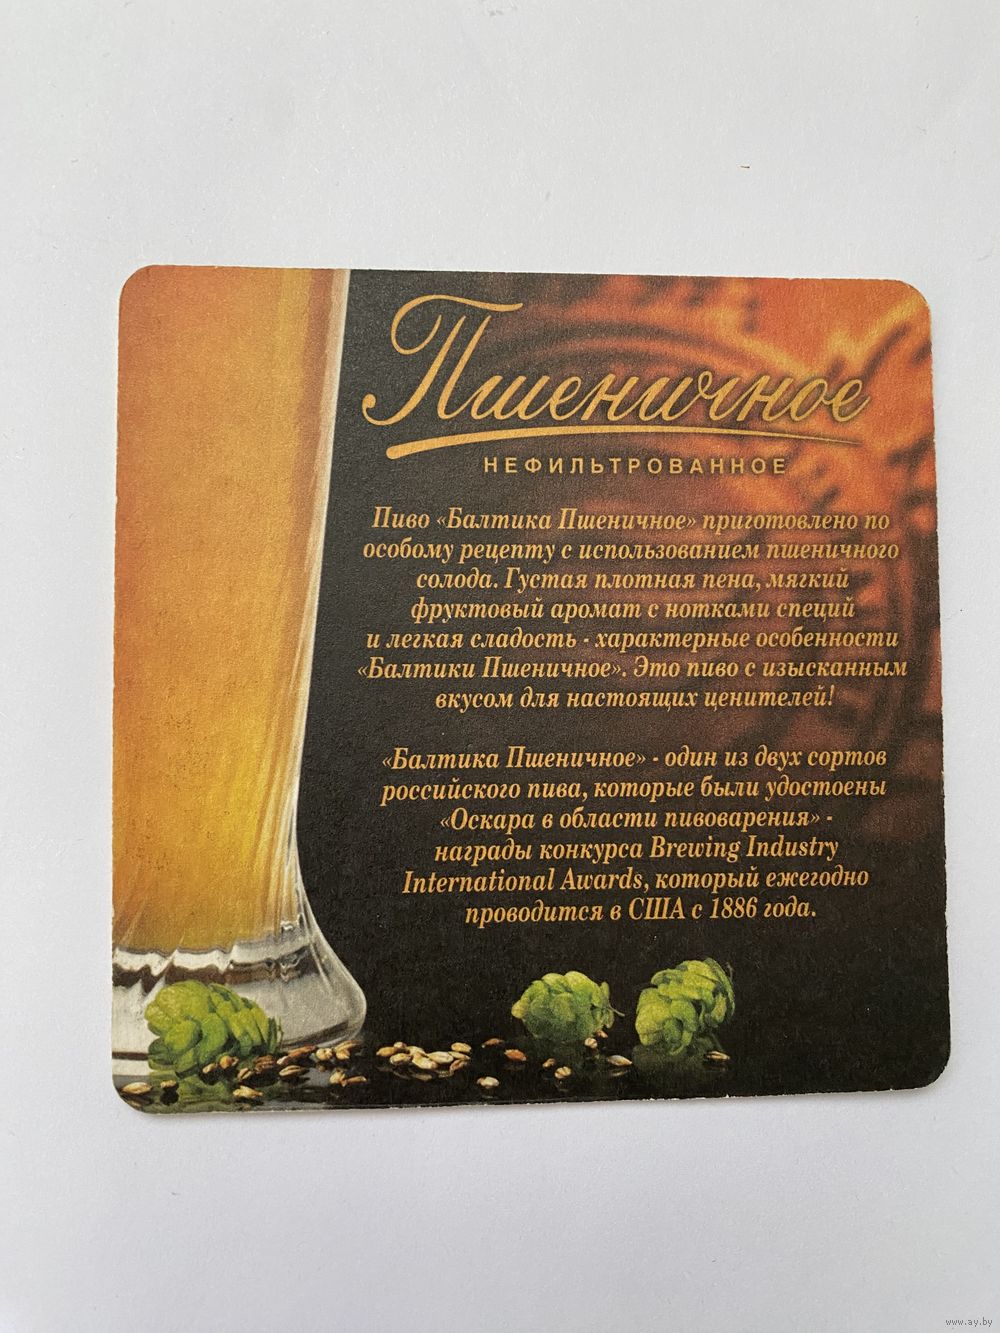 Пшеничное
НЕФИЛЬТРОВАННОЕ
Пиво «Балтика Пшеничное» приготовлено по
особому рецепту с использованием пшеничного
солода. Густая плотная пена, мягкий
фруктовый аромат с нотками специй
и легкая сладость - характерные особенности
«Балтики Пшеничное». Это пиво с изысканным
вкусом для настоящих ценителей!
«Балтика Пшеничное» - один из двух сортов
российского пива, которые были удостоены
«Оскара в области пивоварения» -
награды конкурса Brewing Industry
International Awards, который ежегодно
проводится в США с 1886 года.
www.ay.by